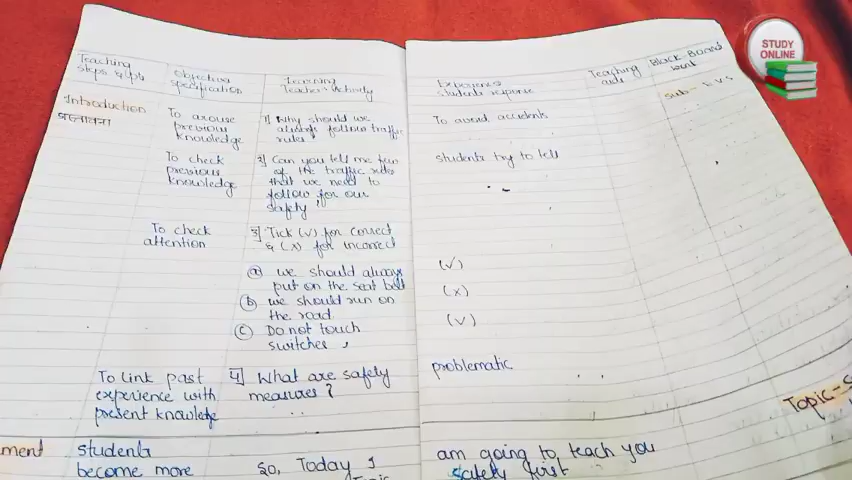 STUDY
ONLINE
Teaching
steps
Objective
specification
Learning
Teacher Activity
Experiences
students response
Teaching
aids
Black-Board
work
Introduction
प्रस्तावना
To arouse
previous
knowledge
1) Why should we
always follow traffic
rules?
To avoid accidents
Sub- E.V.S
To check
previous
knowledge
2) Can you tell me few
of the traffic rules
that we need to
follow for our
safety,
students try to tell
To check
attention
3] Tick (√) for correct
& (x) for incorrect
(a) we should always
put on the seat belt
(√)
(b) we should run on
the road.
(x)
(c) Do not touch
switches,
(√)
To link past
experience with
present knowledge
4] What are safety
measures?
problematic
Topic-S
ment
students
become more
So, Today I
am going to teach you
safety first